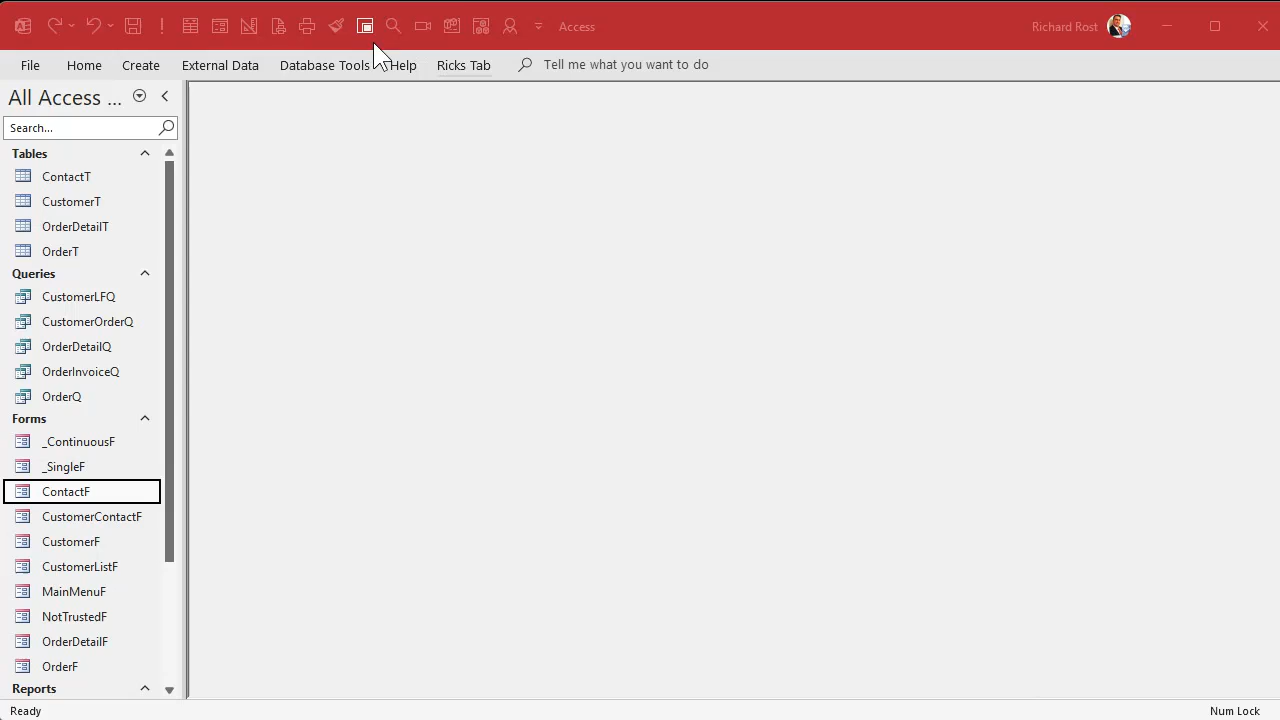 Access
Richard Rost
File
Home
Create
External Data
Database Tools
Help
Ricks Tab
Tell me what you want to do
All Access ...
Search...
Tables
ContactT
CustomerT
OrderDetailT
OrderT
Queries
CustomerLFQ
CustomerOrderQ
OrderDetailQ
OrderInvoiceQ
OrderQ
Forms
_ContinuousF
_SingleF
ContactF
CustomerContactF
CustomerF
CustomerListF
MainMenuF
NotTrustedF
OrderDetailF
OrderF
Reports
Ready
Num Lock